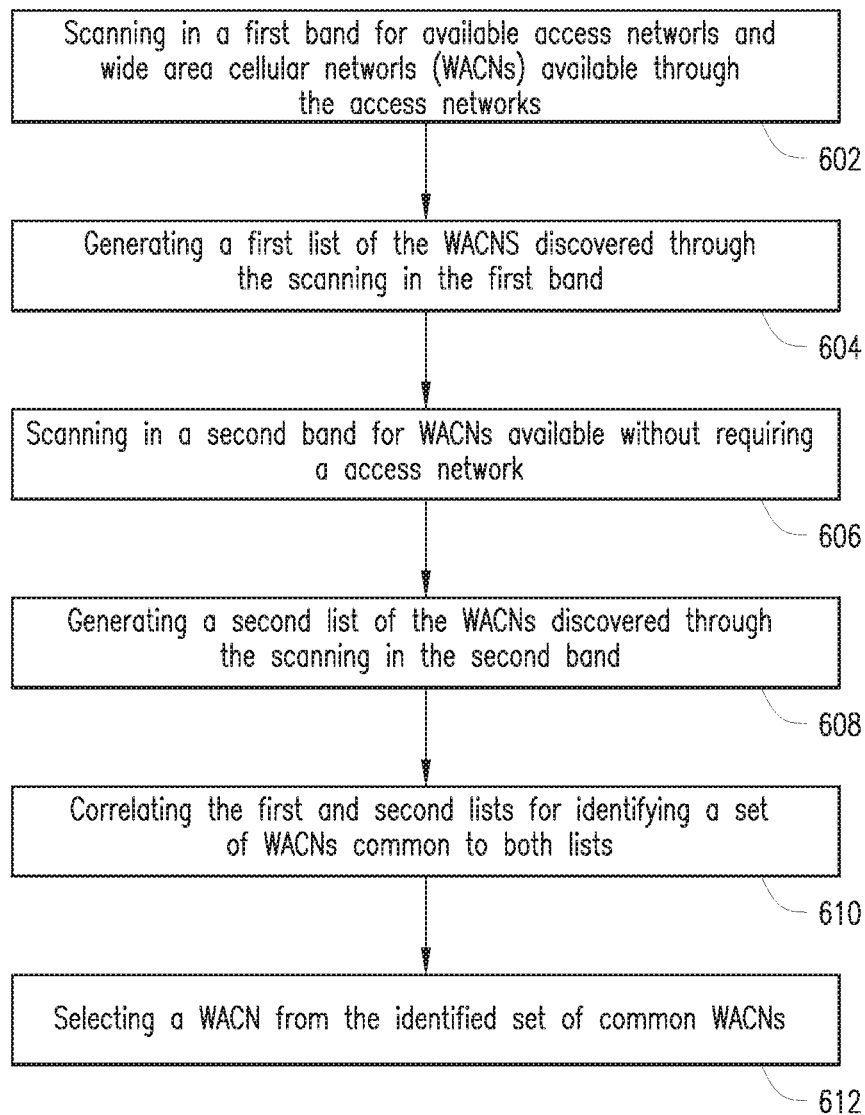 Scanning in a first band for available access networls and
wide area cellular networls (WACNs) available through
the access networks
602
Generating a first list of the WACNS discovered through
the scanning in the first band
604
Scanning in a second band for WACNs available without requiring
a access network
606
Generating a second list of the WACNs discovered through
the scanning in the second band
608
Correlating the first and second lists for identifying a set
of WACNs common to both lists
610
Selecting a WACN from the identified set of common WACNs
612